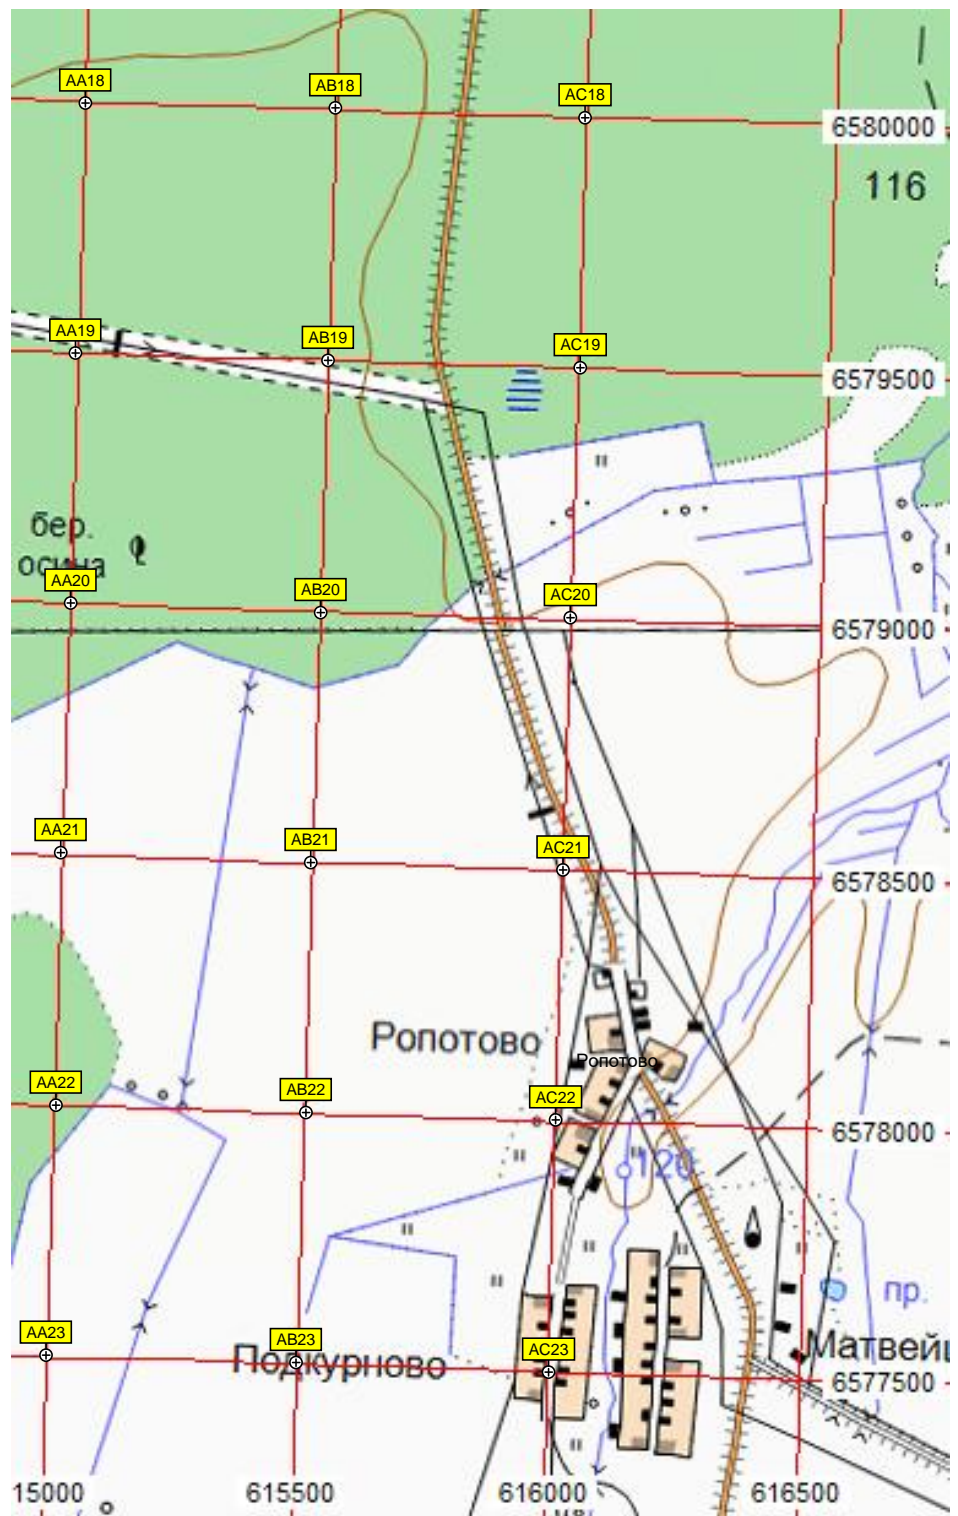 AA18
AB18
AC18
6580000
116
AA19
AB19
AC19
6579500
бер.
осина
AA20
AB20
AC20
6579000
AA21
AB21
AC21
6578500
Ропотово
Ропотово
AA22
AB22
AC22
6578000
120
пр.
AA23
AB23
AC23
Подкурново
6577500
15000
615500
616000
616500